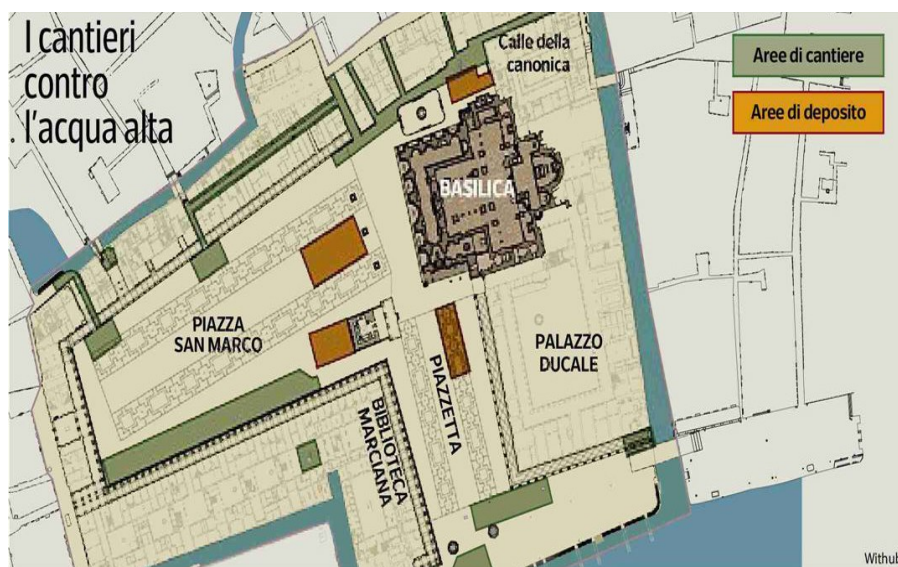 I cantieri
contro
l'acqua alta
Calle della
canonica
Aree di cantiere
Aree di deposito
BASILICA
PIAZZA
SAN MARCO
PIAZZETTA
PALAZZO
DUCALE
BIBLIOTECA
MARCIANA
Withub